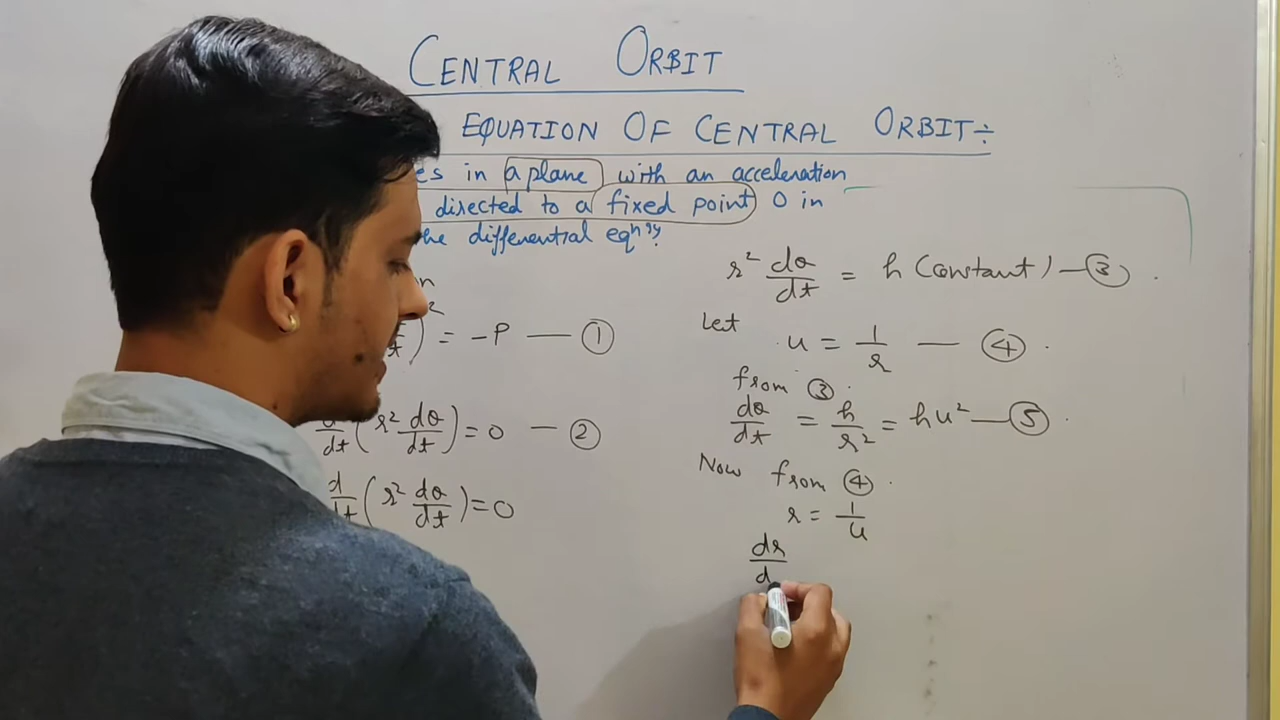 CENTRAL ORBIT
EQUATION OF CENTRAL ORBIT÷
in a plane with an acceleration
directed to a fixed point O in
the differential eqⁿ ?
)² = -P — ①
d/dt (r² dθ/dt) = 0 — ②
d/dt (r² dθ/dt) = 0
r² dθ/dt = h (constant) — ③ .
Let
u = 1/r — ④ .
from ③ .
dθ/dt = h/r² = hu² — ⑤ .
Now from ④ .
r = 1/u
dr/d